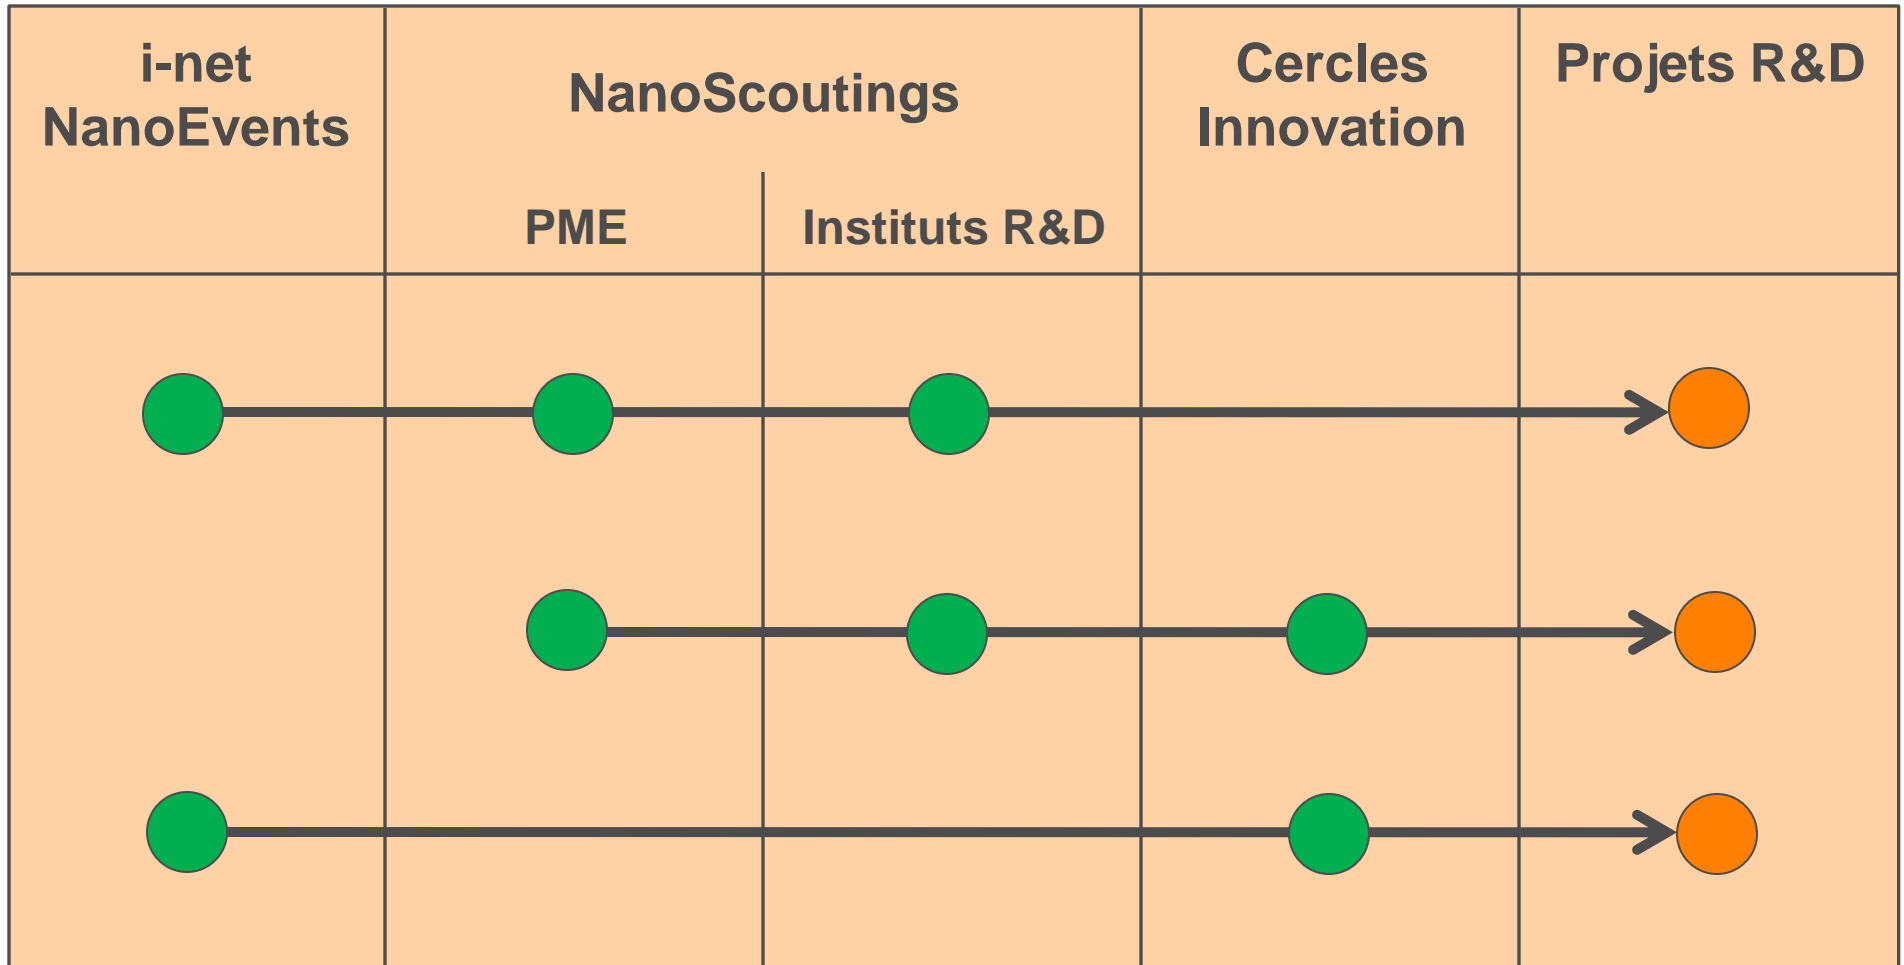 i-net
NanoEvents
NanoScoutings
PME
Instituts R&D
Cercles
Innovation
Projets R&D